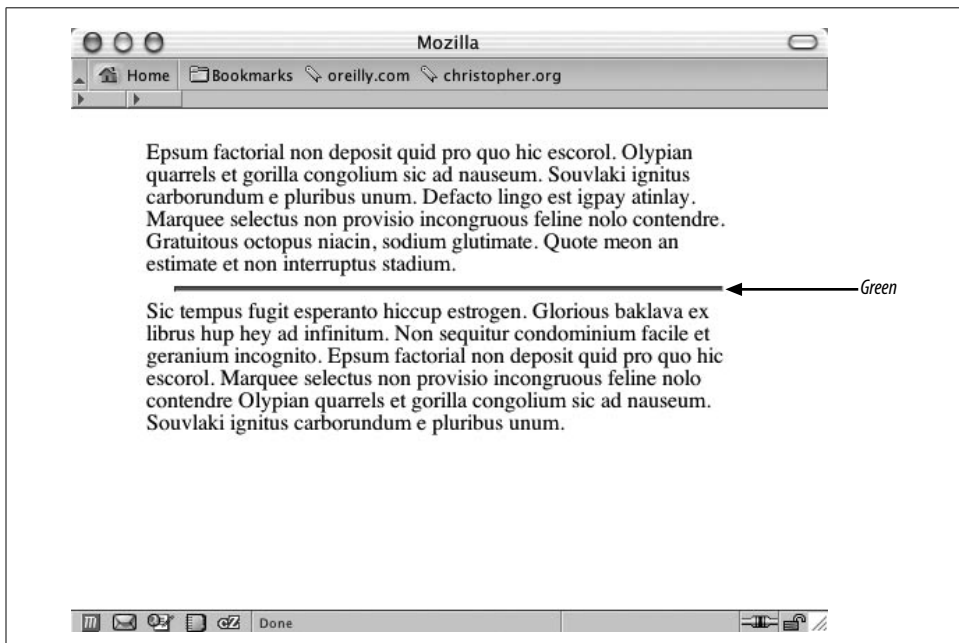 Mozilla
Home Bookmarks oreilly.com christopher.org
Epsum factorial non deposit quid pro quo hic escorol. Olypian
quarrels et gorilla congolium sic ad nauseum. Souvlaki ignitus
carborundum e pluribus unum. Defacto lingo est igpay atinlay.
Marquee selectus non provisio incongruous feline nolo contendre.
Gratuitous octopus niacin, sodium glutimate. Quote meon an
estimate et non interruptus stadium.
Green
Sic tempus fugit esperanto hiccup estrogen. Glorious baklava ex
librus hup hey ad infinitum. Non sequitur condominium facile et
geranium incognito. Epsum factorial non deposit quid pro quo hic
escorol. Marquee selectus non provisio incongruous feline nolo
contendre Olypian quarrels et gorilla congolium sic ad nauseum.
Souvlaki ignitus carborundum e pluribus unum.
Done